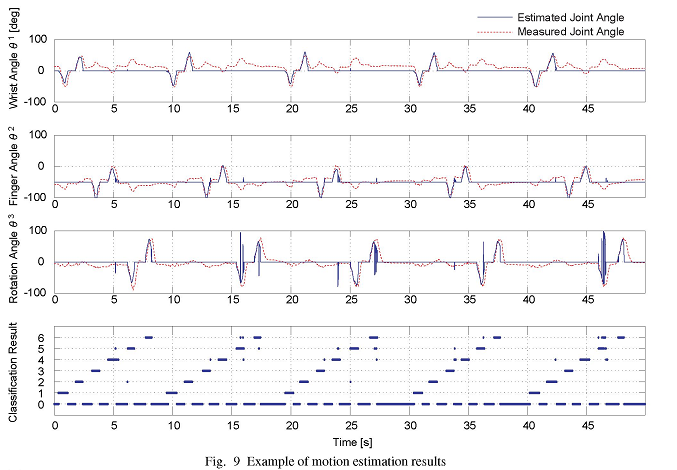 Estimated Joint Angle
Measured Joint Angle
Wrist Angle θ¹ [deg]
100
0
-100
0 5 10 15 20 25 30 35 40 45
Finger Angle θ²
100
0
-100
0 5 10 15 20 25 30 35 40 45
Rotation Angle θ³
100
0
-100
0 5 10 15 20 25 30 35 40 45
Classification Result
6
5
4
3
2
1
0
0 5 10 15 20 25 30 35 40 45
Time [s]
Fig. 9 Example of motion estimation results